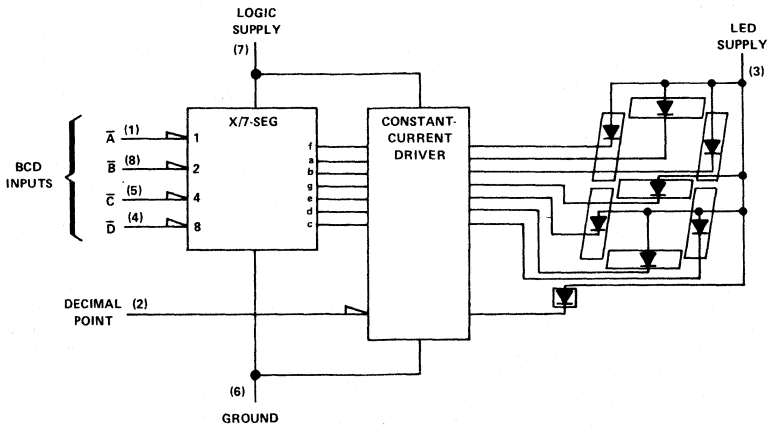 LOGIC
SUPPLY
(7)
LED
SUPPLY
(3)
X/7-SEG
CONSTANT-
CURRENT
DRIVER
BCD
INPUTS
A̅ (1) 1
B̅ (8) 2
C̅ (5) 4
D̅ (4) 8
f
a
b
g
e
d
c
DECIMAL
POINT
(2)
(6)
GROUND